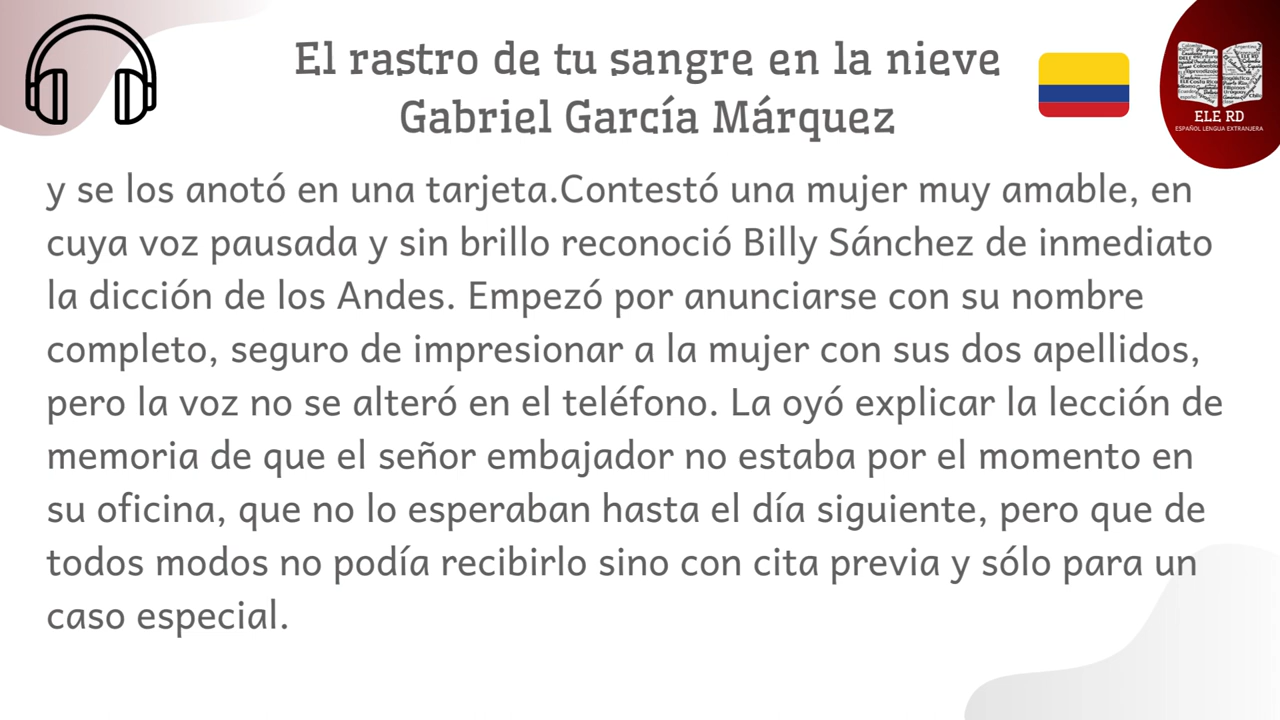 El rastro de tu sangre en la nieve
Gabriel García Márquez
ELE RD
ESPAÑOL LENGUA EXTRANJERA
y se los anotó en una tarjeta.Contestó una mujer muy amable, en
cuya voz pausada y sin brillo reconoció Billy Sánchez de inmediato
la dicción de los Andes. Empezó por anunciarse con su nombre
completo, seguro de impresionar a la mujer con sus dos apellidos,
pero la voz no se alteró en el teléfono. La oyó explicar la lección de
memoria de que el señor embajador no estaba por el momento en
su oficina, que no lo esperaban hasta el día siguiente, pero que de
todos modos no podía recibirlo sino con cita previa y sólo para un
caso especial.